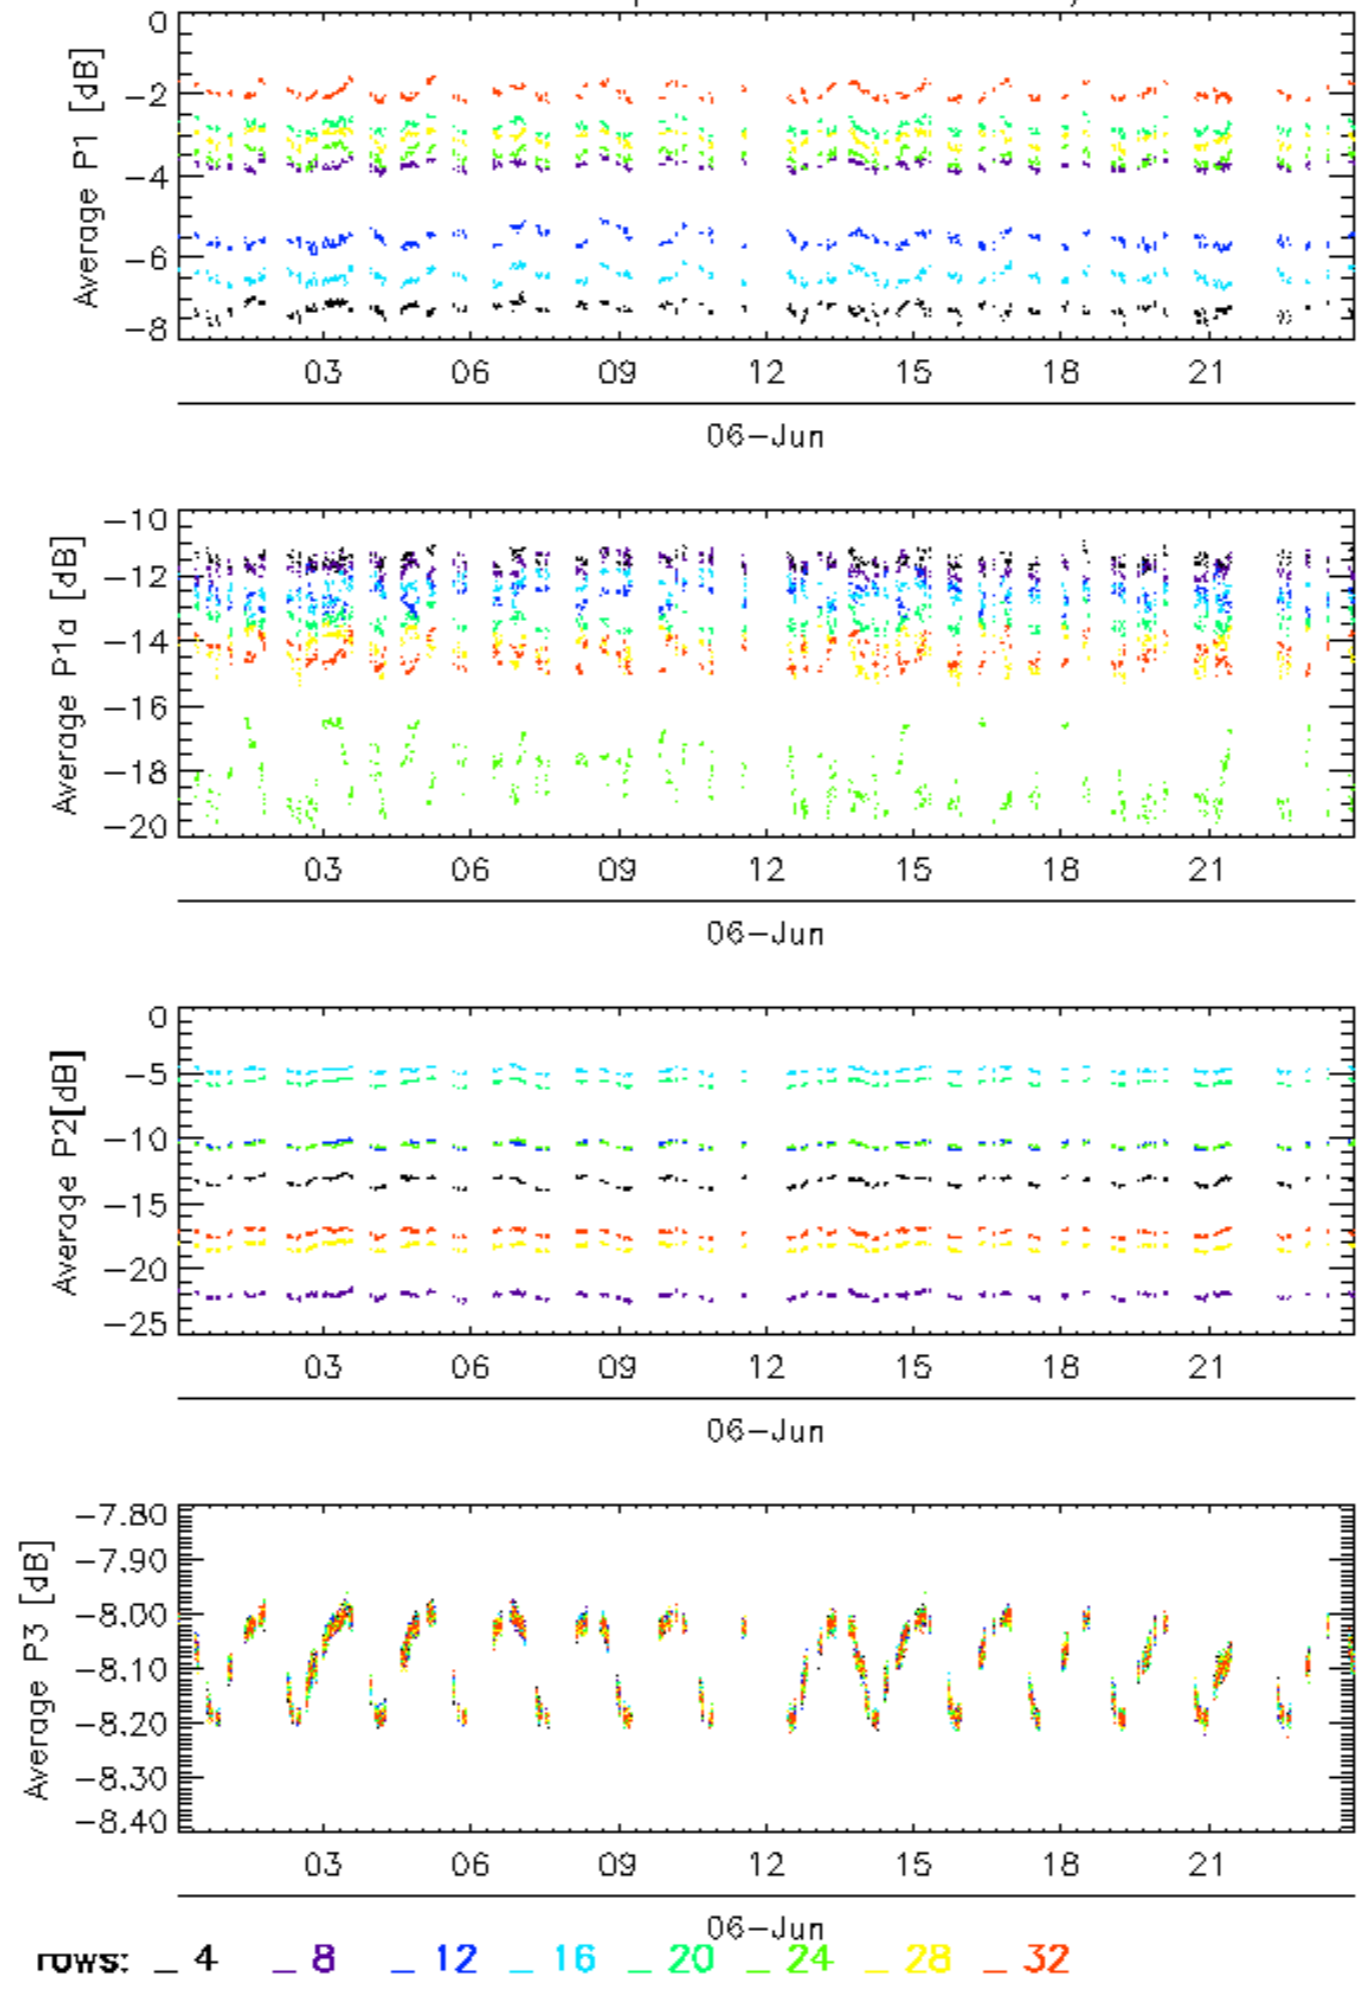 0
-2
-4
-6
-8
Average P1 [dB]
03 06 09 12 15 18 21
06-Jun
-10
-12
-14
-16
-18
-20
Average P1a [dB]
03 06 09 12 15 18 21
06-Jun
0
-5
-10
-15
-20
-25
Average P2[dB]
03 06 09 12 15 18 21
06-Jun
-7.80
-7.90
-8.00
-8.10
-8.20
-8.30
-8.40
Average P3 [dB]
03 06 09 12 15 18 21
06-Jun
rows: _ 4 _ 8 _ 12 _ 16 _ 20 _ 24 _ 28 _ 32